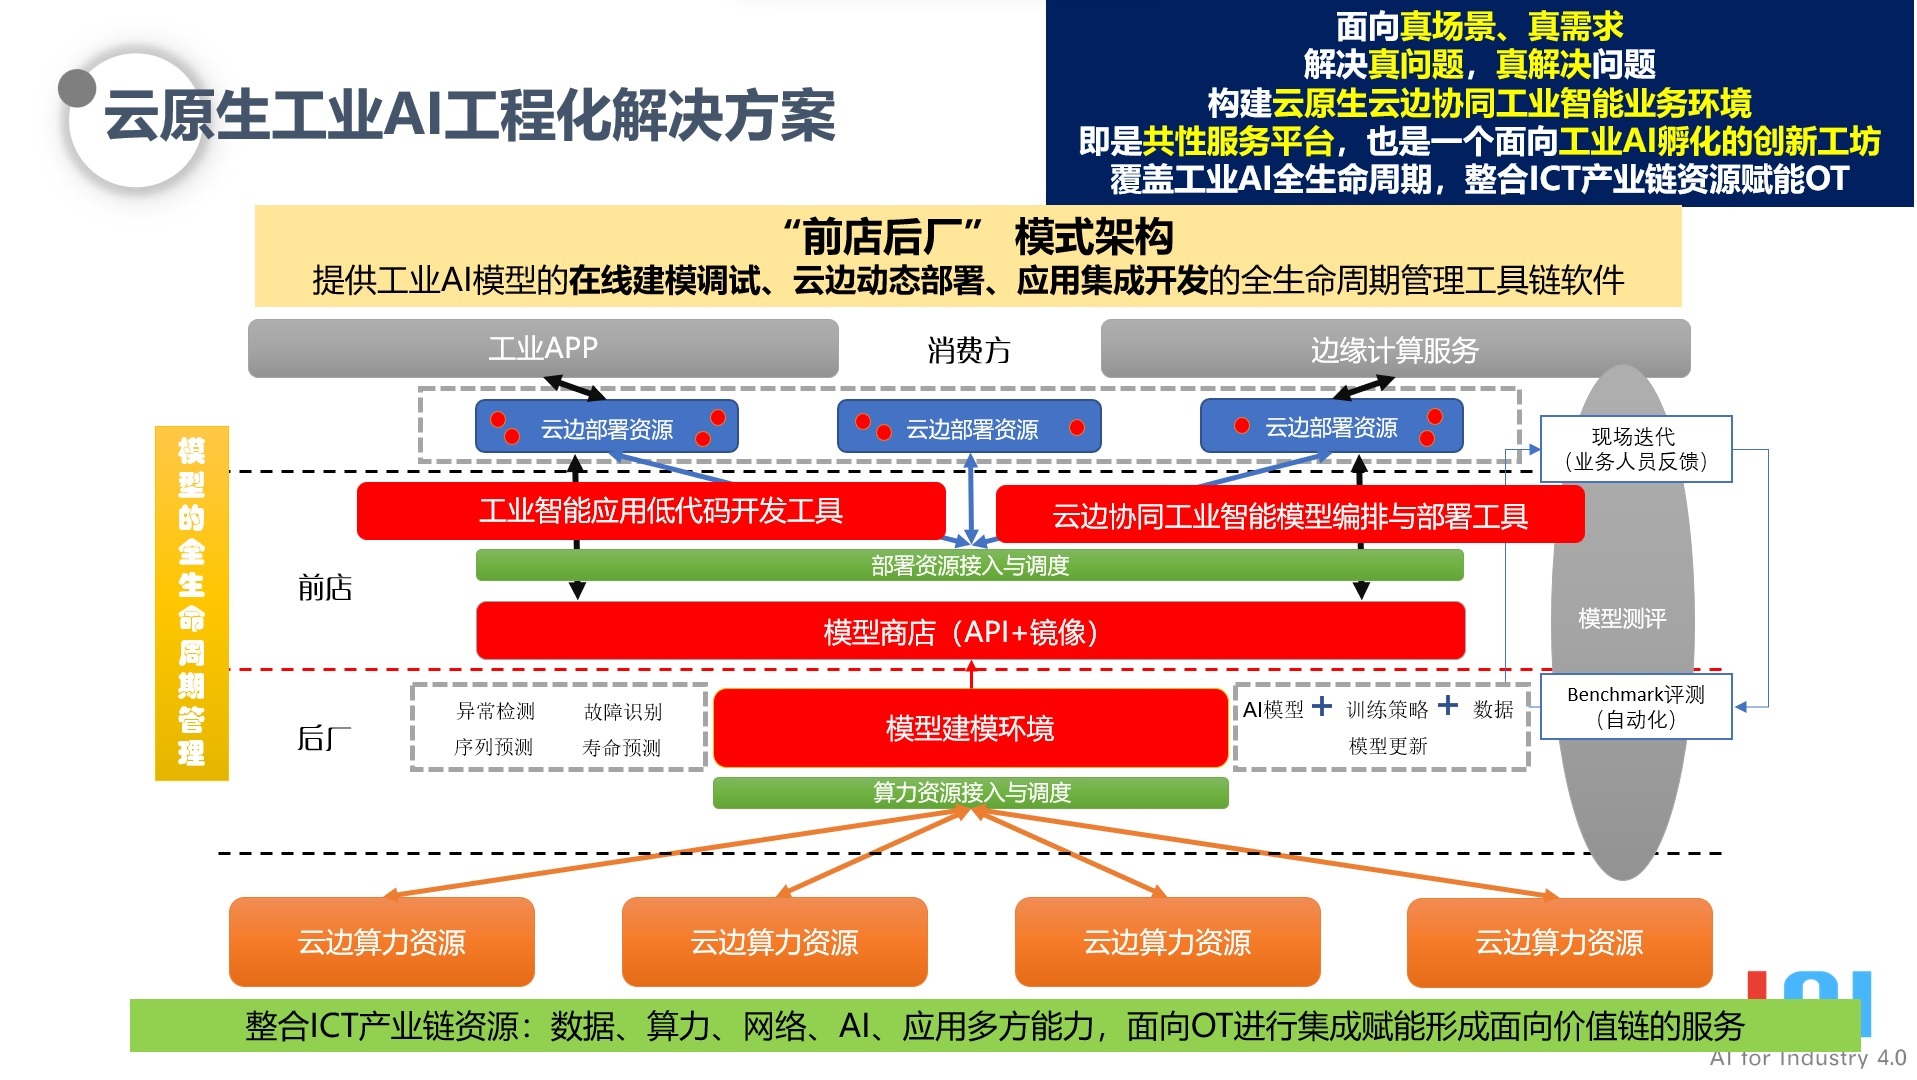 云原生工业AI工程化解决方案
面向真场景、真需求
解决真问题，真解决问题
构建云原生云边协同工业智能业务环境
即是共性服务平台，也是一个面向工业AI孵化的创新工坊
覆盖工业AI全生命周期，整合ICT产业链资源赋能OT
“前店后厂” 模式架构
提供工业AI模型的在线建模调试、云边动态部署、应用集成开发的全生命周期管理工具链软件
工业APP
消费方
边缘计算服务
云边部署资源
云边部署资源
云边部署资源
模型的全生命周期管理
现场迭代
（业务人员反馈）
工业智能应用低代码开发工具
云边协同工业智能模型编排与部署工具
部署资源接入与调度
前店
模型商店（API+镜像）
模型测评
后厂
异常检测 故障识别
序列预测 寿命预测
模型建模环境
AI模型 + 训练策略 + 数据
模型更新
Benchmark评测
（自动化）
算力资源接入与调度
云边算力资源
云边算力资源
云边算力资源
云边算力资源
整合ICT产业链资源：数据、算力、网络、AI、应用多方能力，面向OT进行集成赋能形成面向价值链的服务
AI for Industry 4.0